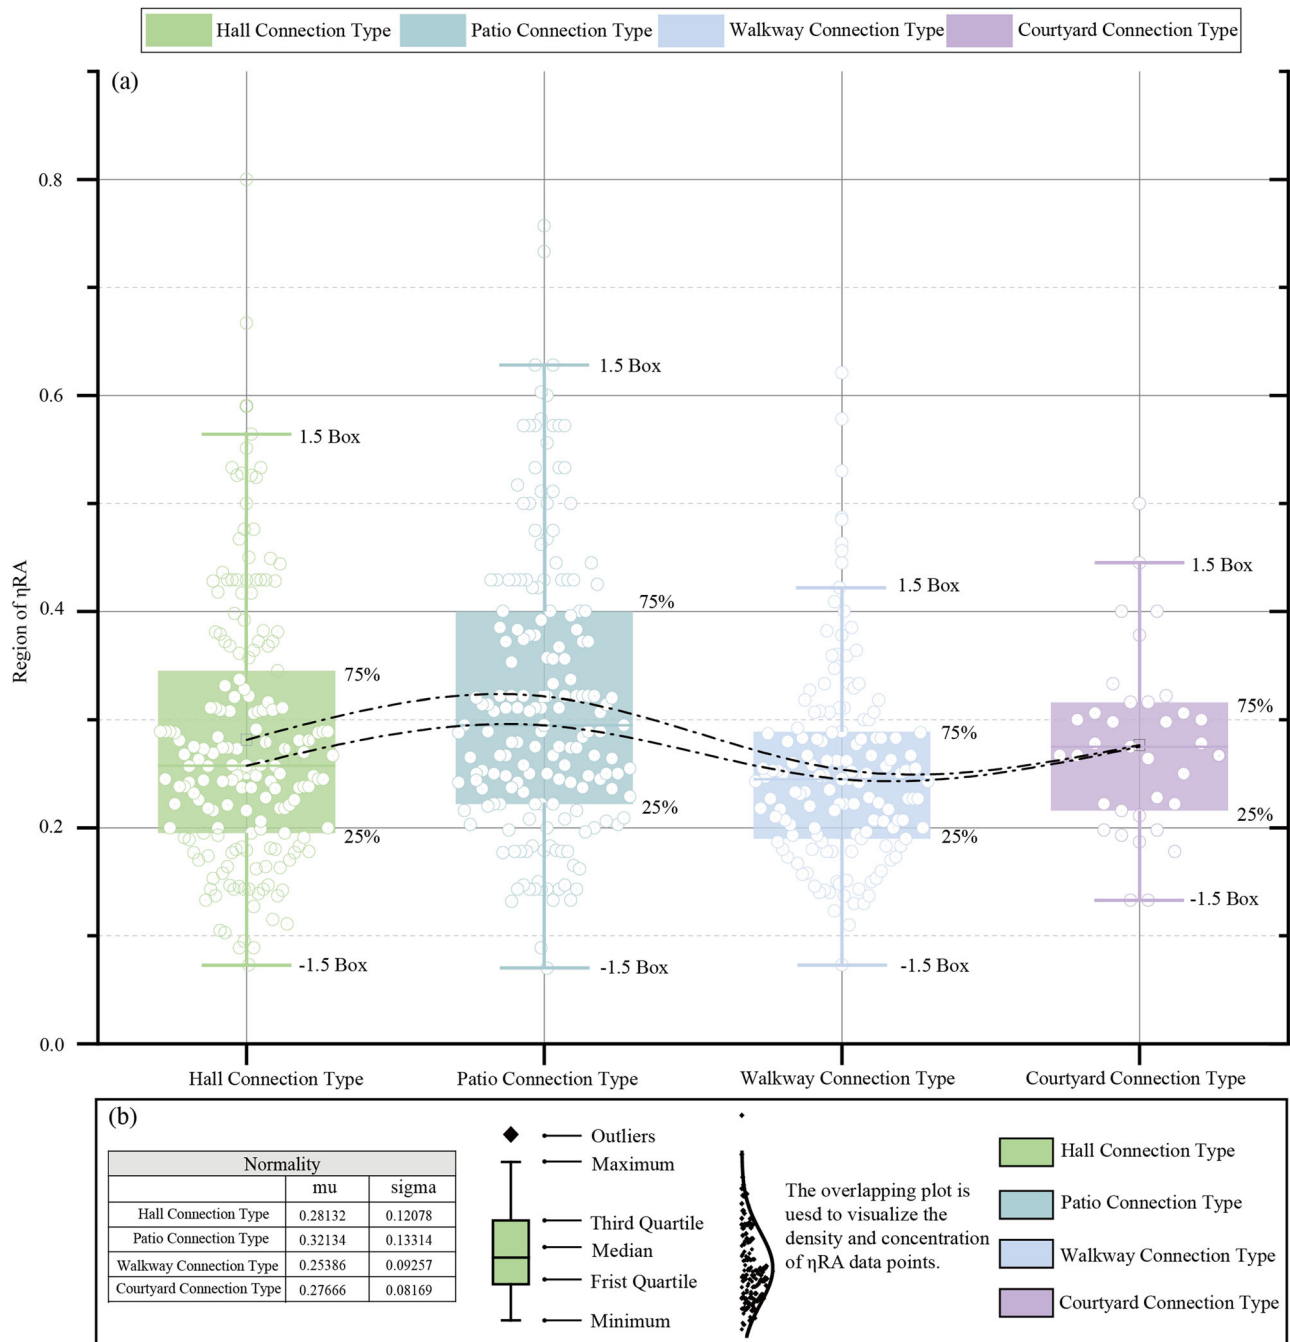 Hall Connection Type Patio Connection Type Walkway Connection Type Courtyard Connection Type
(a)
Region of ηRA
0.8
0.6
0.4
0.2
0.0
1.5 Box
75%
25%
-1.5 Box
1.5 Box
75%
25%
-1.5 Box
1.5 Box
75%
25%
-1.5 Box
1.5 Box
75%
25%
-1.5 Box
Hall Connection Type Patio Connection Type Walkway Connection Type Courtyard Connection Type
(b)
Normality
mu sigma
Hall Connection Type 0.28132 0.12078
Patio Connection Type 0.32134 0.13314
Walkway Connection Type 0.25386 0.09257
Courtyard Connection Type 0.27666 0.08169
Outliers
Maximum
Third Quartile
Median
Frist Quartile
Minimum
The overlapping plot is
uesd to visualize the
density and concentration
of ηRA data points.
Hall Connection Type
Patio Connection Type
Walkway Connection Type
Courtyard Connection Type